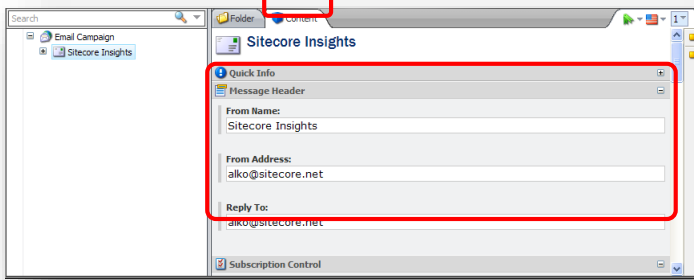 Search
Folder
Content
1
Email Campaign
Sitecore Insights
Sitecore Insights
Quick Info
Message Header
From Name:
Sitecore Insights
From Address:
alko@sitecore.net
Reply To:
alko@sitecore.net
Subscription Control